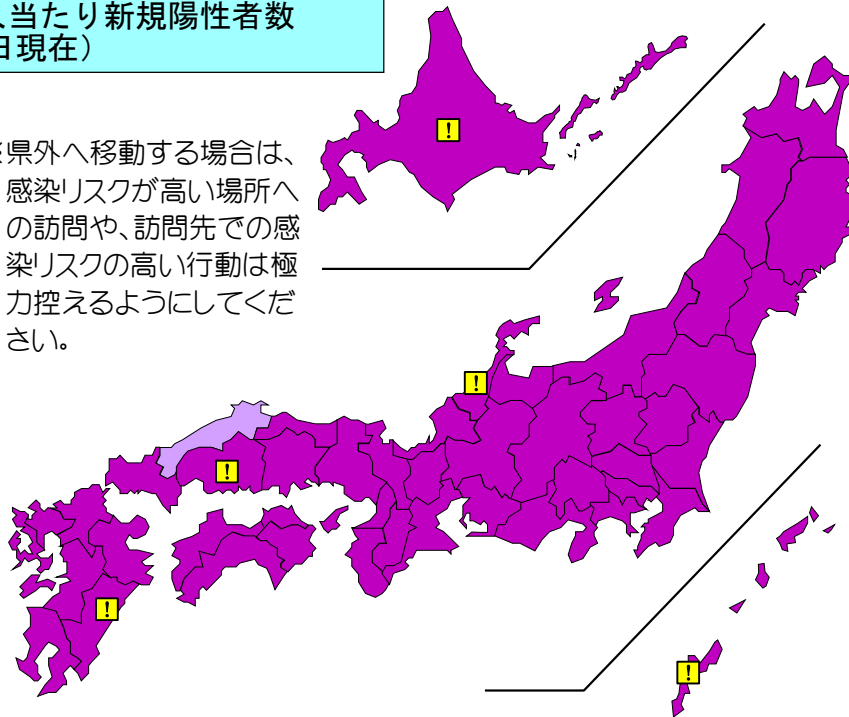 人当たり新規陽性者数
日現在）
※県外へ移動する場合は、
感染リスクが高い場所へ
の訪問や、訪問先での感
染リスクの高い行動は極
力控えるようにしてくだ
さい。
!
!
!
!
!